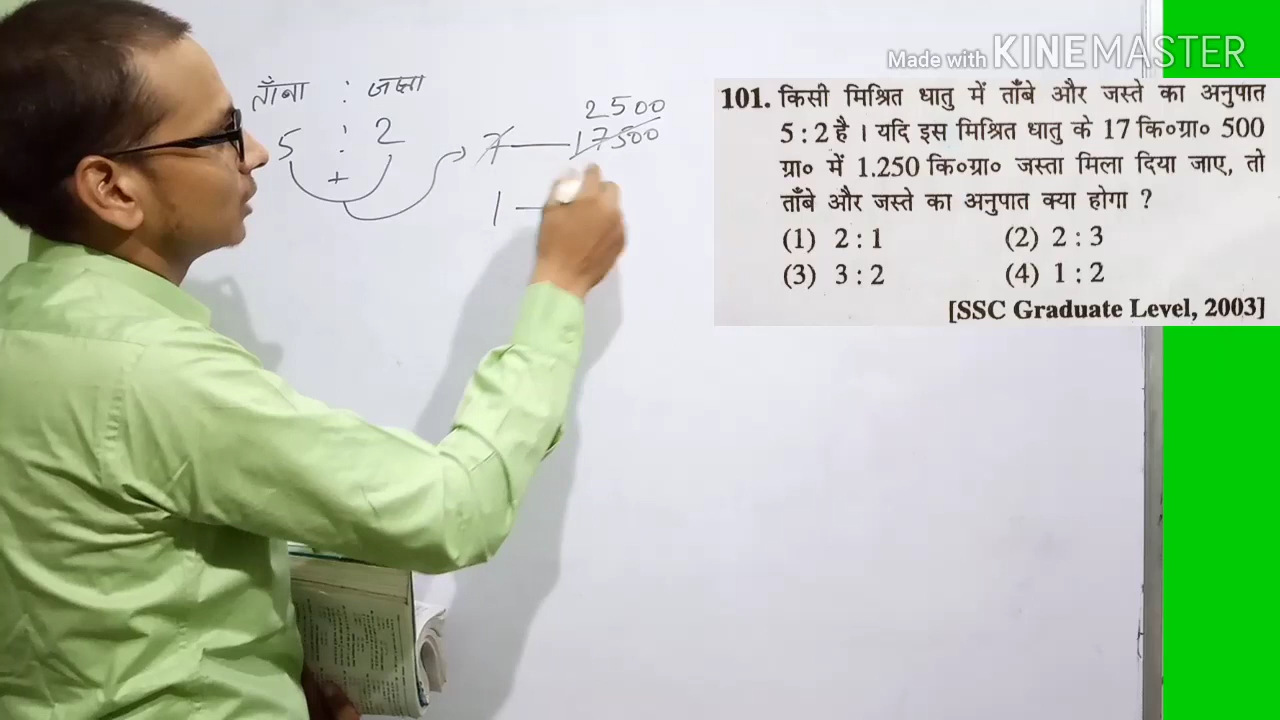 Made with KINEMASTER
ताँबा : जस्ता
5 : 2
+
2500
7 — 17500
1 —
101. किसी मिश्रित धातु में ताँबे और जस्ते का अनुपात
5 : 2 है । यदि इस मिश्रित धातु के 17 कि०ग्रा० 500
ग्रा० में 1.250 कि०ग्रा० जस्ता मिला दिया जाए, तो
ताँबे और जस्ते का अनुपात क्या होगा ?
(1) 2 : 1 (2) 2 : 3
(3) 3 : 2 (4) 1 : 2
[SSC Graduate Level, 2003]